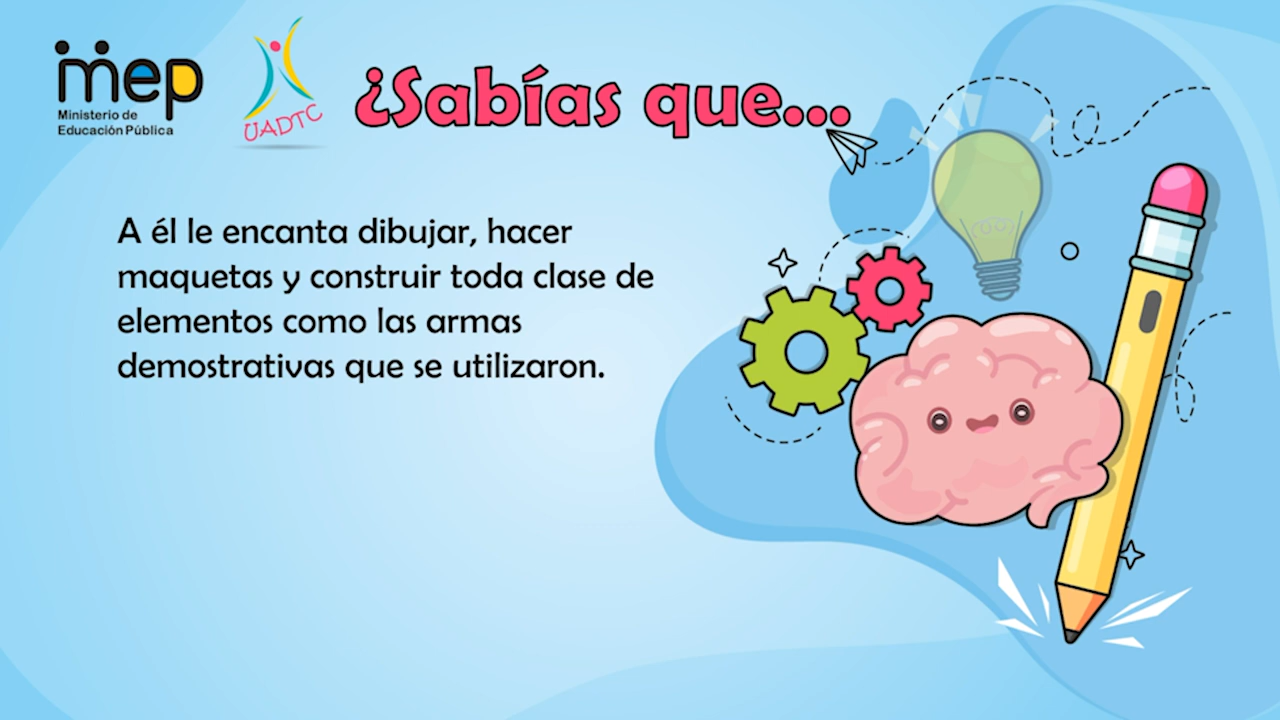 mep
Ministerio de
Educación Pública
UADTC
¿Sabías que...
A él le encanta dibujar, hacer
maquetas y construir toda clase de
elementos como las armas
demostrativas que se utilizaron.